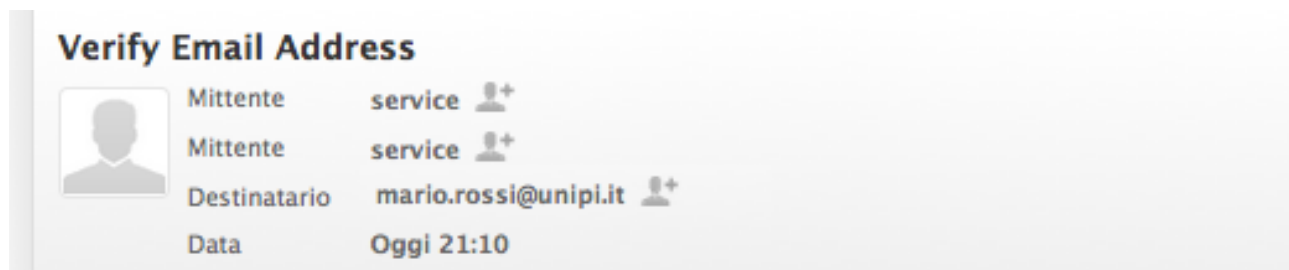 Verify Email Address
Mittente service
Mittente service
Destinatario mario.rossi@unipi.it
Data Oggi 21:10